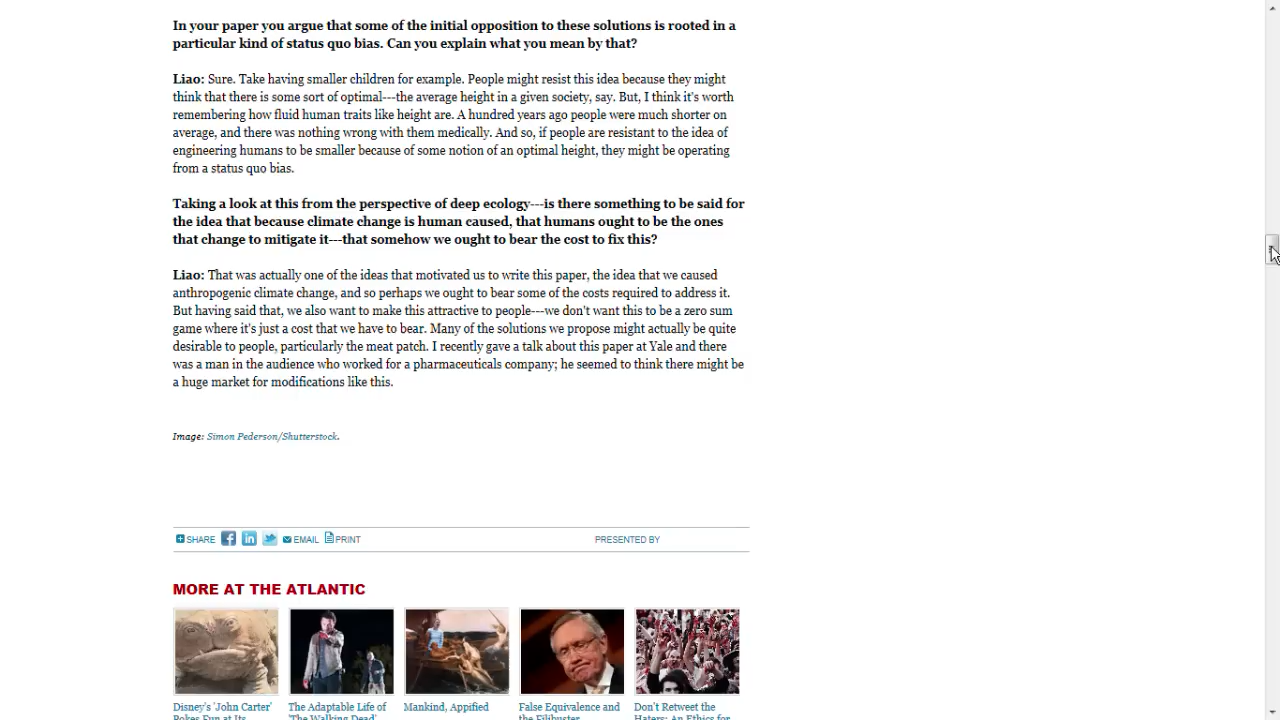 In your paper you argue that some of the initial opposition to these solutions is rooted in a
particular kind of status quo bias. Can you explain what you mean by that?
Liao: Sure. Take having smaller children for example. People might resist this idea because they might
think that there is some sort of optimal---the average height in a given society, say. But, I think it's worth
remembering how fluid human traits like height are. A hundred years ago people were much shorter on
average, and there was nothing wrong with them medically. And so, if people are resistant to the idea of
engineering humans to be smaller because of some notion of an optimal height, they might be operating
from a status quo bias.
Taking a look at this from the perspective of deep ecology---is there something to be said for
the idea that because climate change is human caused, that humans ought to be the ones
that change to mitigate it---that somehow we ought to bear the cost to fix this?
Liao: That was actually one of the ideas that motivated us to write this paper, the idea that we caused
anthropogenic climate change, and so perhaps we ought to bear some of the costs required to address it.
But having said that, we also want to make this attractive to people---we don't want this to be a zero sum
game where it's just a cost that we have to bear. Many of the solutions we propose might actually be quite
desirable to people, particularly the meat patch. I recently gave a talk about this paper at Yale and there
was a man in the audience who worked for a pharmaceuticals company; he seemed to think there might be
a huge market for modifications like this.
Image: Simon Pederson/Shutterstock.
SHARE EMAIL PRINT PRESENTED BY
MORE AT THE ATLANTIC
Disney's 'John Carter' The Adaptable Life of Mankind, Appified False Equivalence and Don't Retweet the
Pokes Fun at Its 'The Walking Dead' the Filibuster Haters: An Ethics for